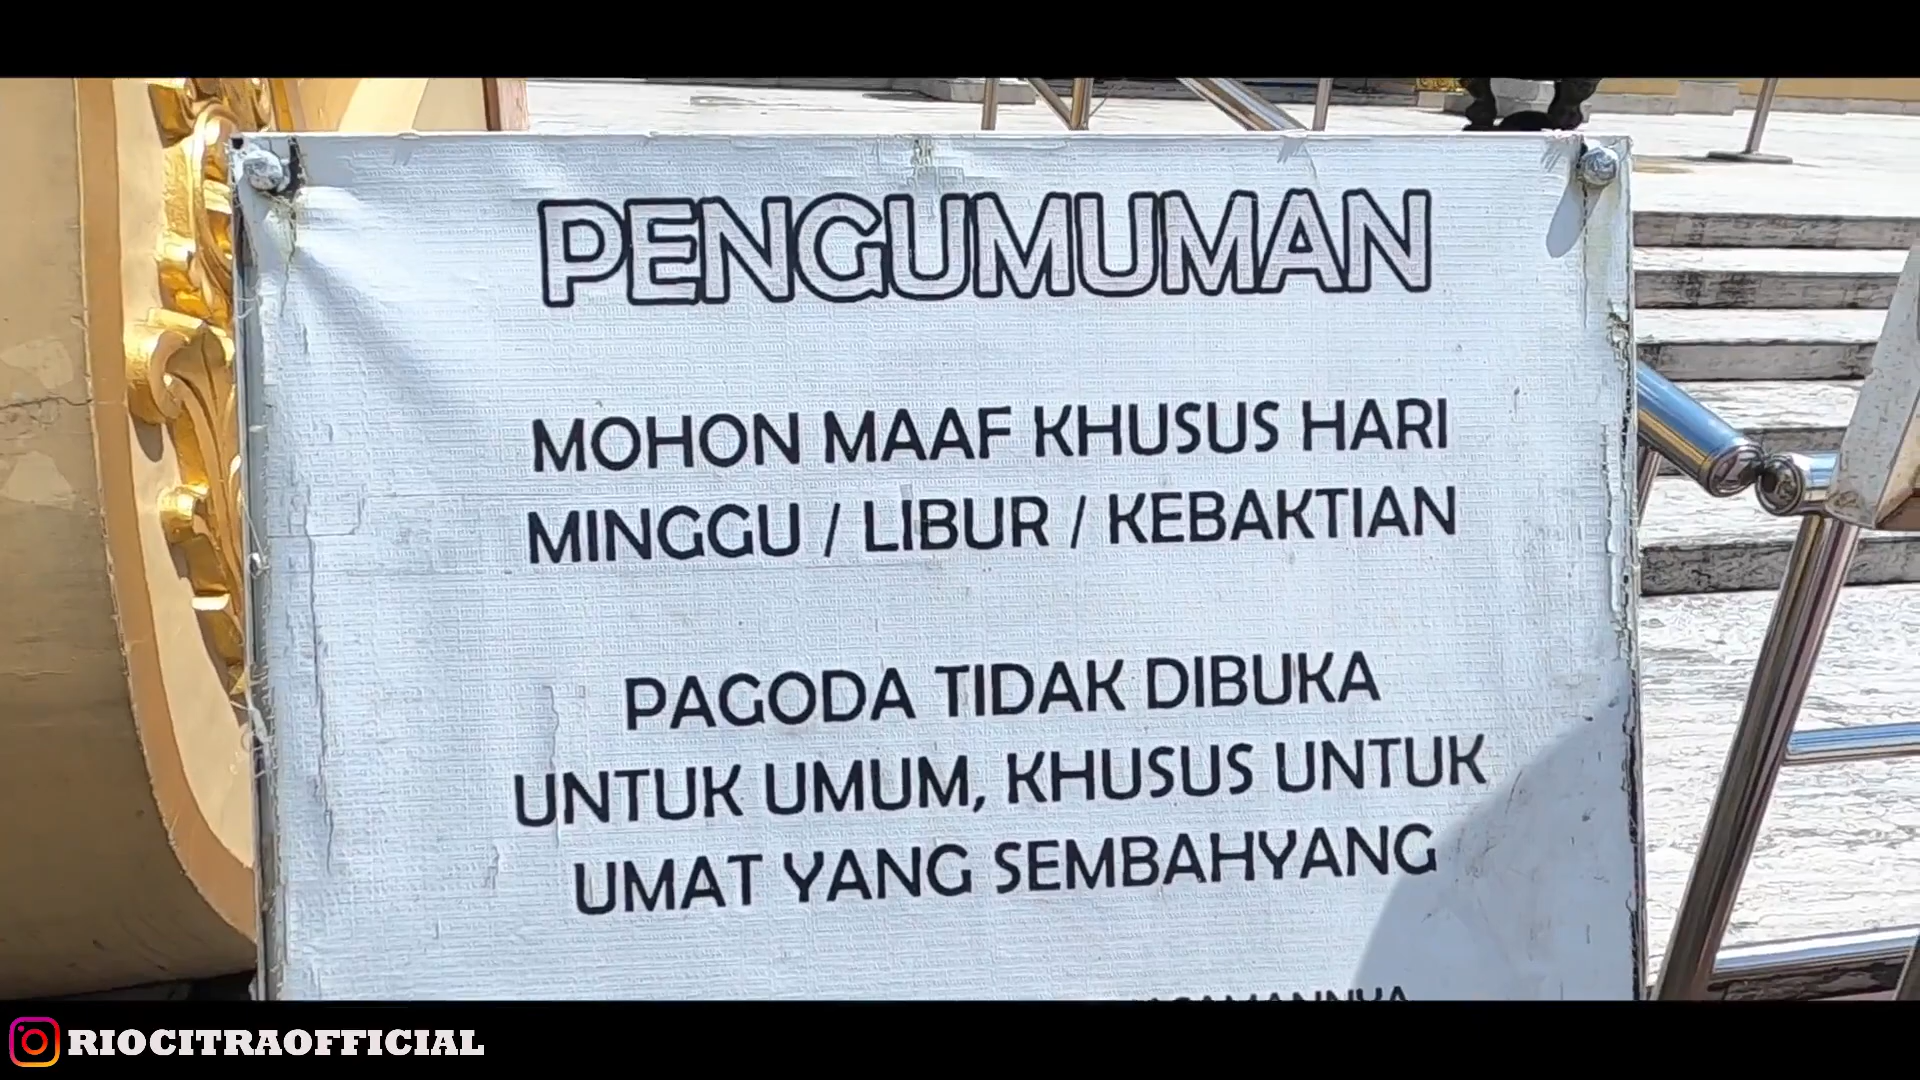 PENGUMUMAN
MOHON MAAF KHUSUS HARI
MINGGU / LIBUR / KEBAKTIAN
PAGODA TIDAK DIBUKA
UNTUK UMUM, KHUSUS UNTUK
UMAT YANG SEMBAHYANG
RIOCITRAOFFICIAL